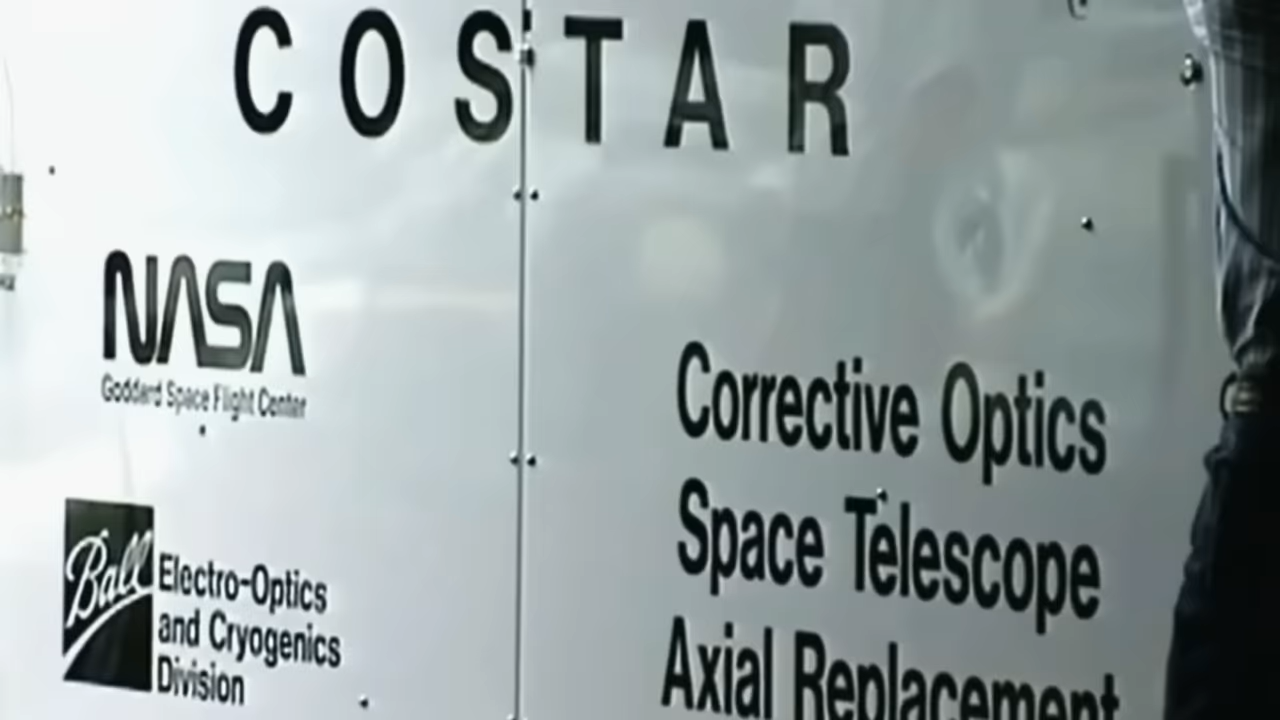 COSTAR
NASA
Goddard Space Flight Center
Corrective Optics
Space Telescope
Axial Replacement
Ball
Electro-Optics
and Cryogenics
Division